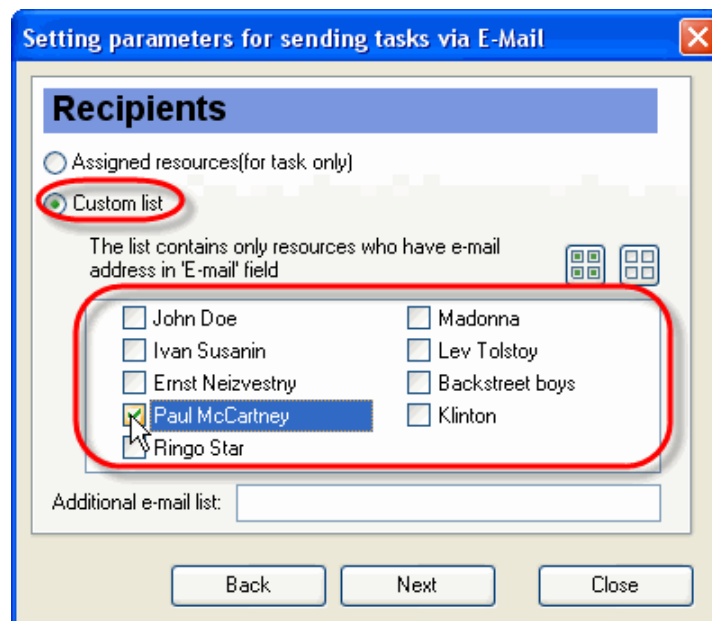 Setting parameters for sending tasks via E-Mail
Recipients
Assigned resources(for task only)
Custom list
The list contains only resources who have e-mail
address in 'E-mail' field
John Doe
Ivan Susanin
Ernst Neizvestny
Paul McCartney
Ringo Star
Madonna
Lev Tolstoy
Backstreet boys
Klinton
Additional e-mail list:
Back
Next
Close